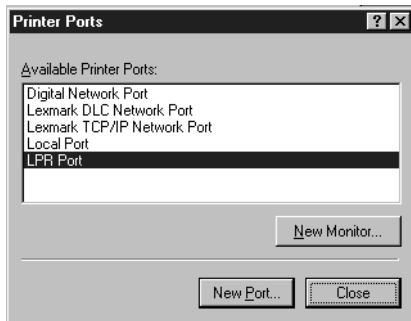 Printer Ports
Available Printer Ports:
Digital Network Port
Lexmark DLC Network Port
Lexmark TCP/IP Network Port
Local Port
LPR Port
New Monitor...
New Port...
Close